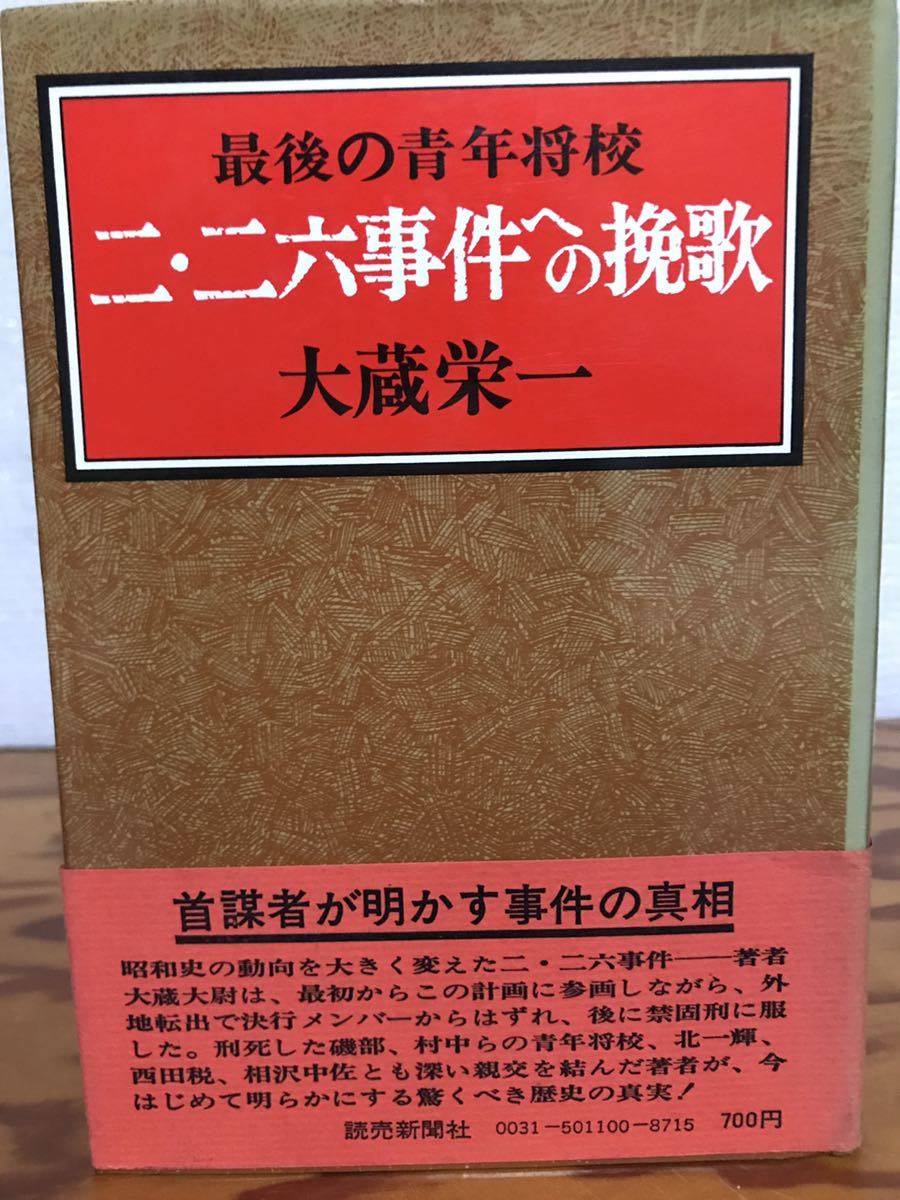 最後の青年将校
二・二六事件への挽歌
大蔵栄一
首謀者が明かす事件の真相
昭和史の動向を大きく変えた二・二六事件――著者
大蔵大尉は、最初からこの計画に参画しながら、外
地転出で決行メンバーからはずれ、後に禁固刑に服
した。刑死した磯部、村中らの青年将校、北一輝、
西田税、相沢中佐とも深い親交を結んだ著者が、今
はじめて明らかにする驚くべき歴史の真実!
読売新聞社 0031-501100-8715 700円